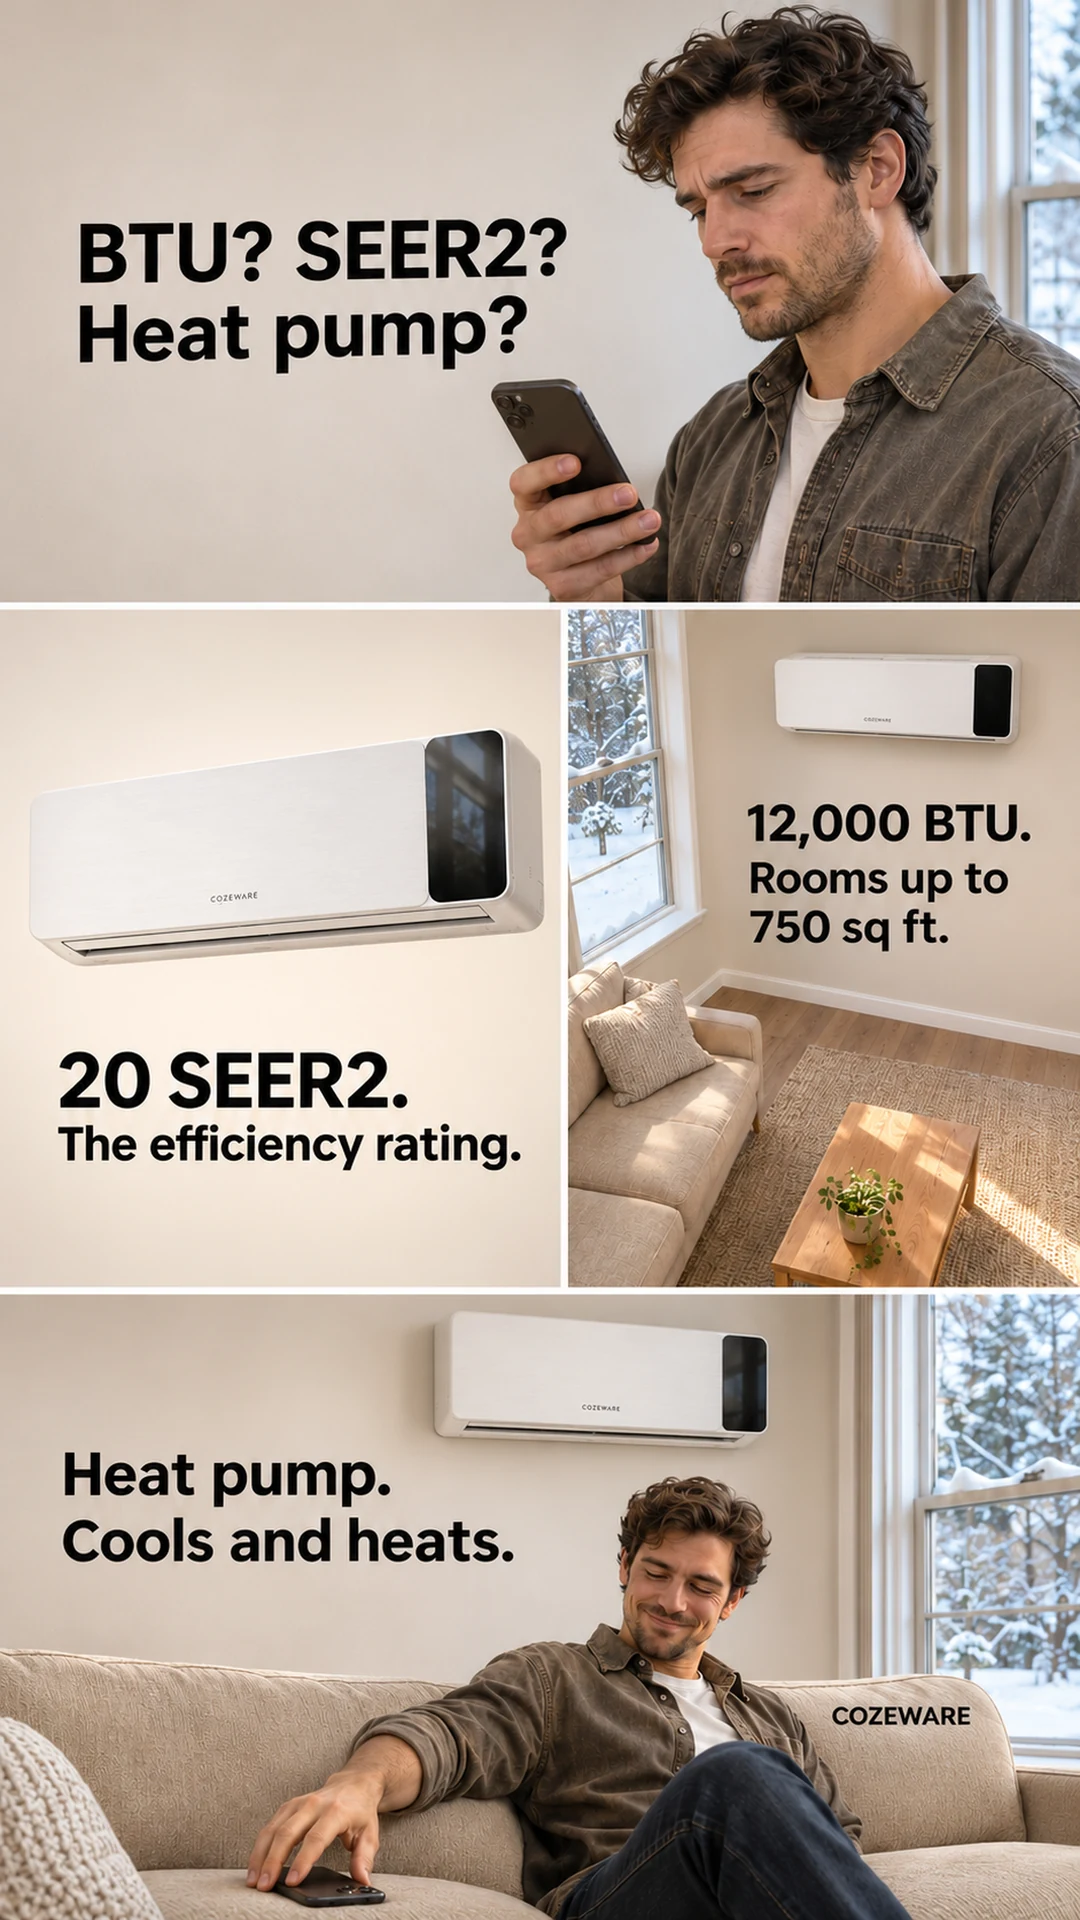 BTU? SEER2?
Heat pump?
COZEWARE
20 SEER2.
The efficiency rating.
COZEWARE
12,000 BTU.
Rooms up to
750 sq ft.
COZEWARE
Heat pump.
Cools and heats.
COZEWARE